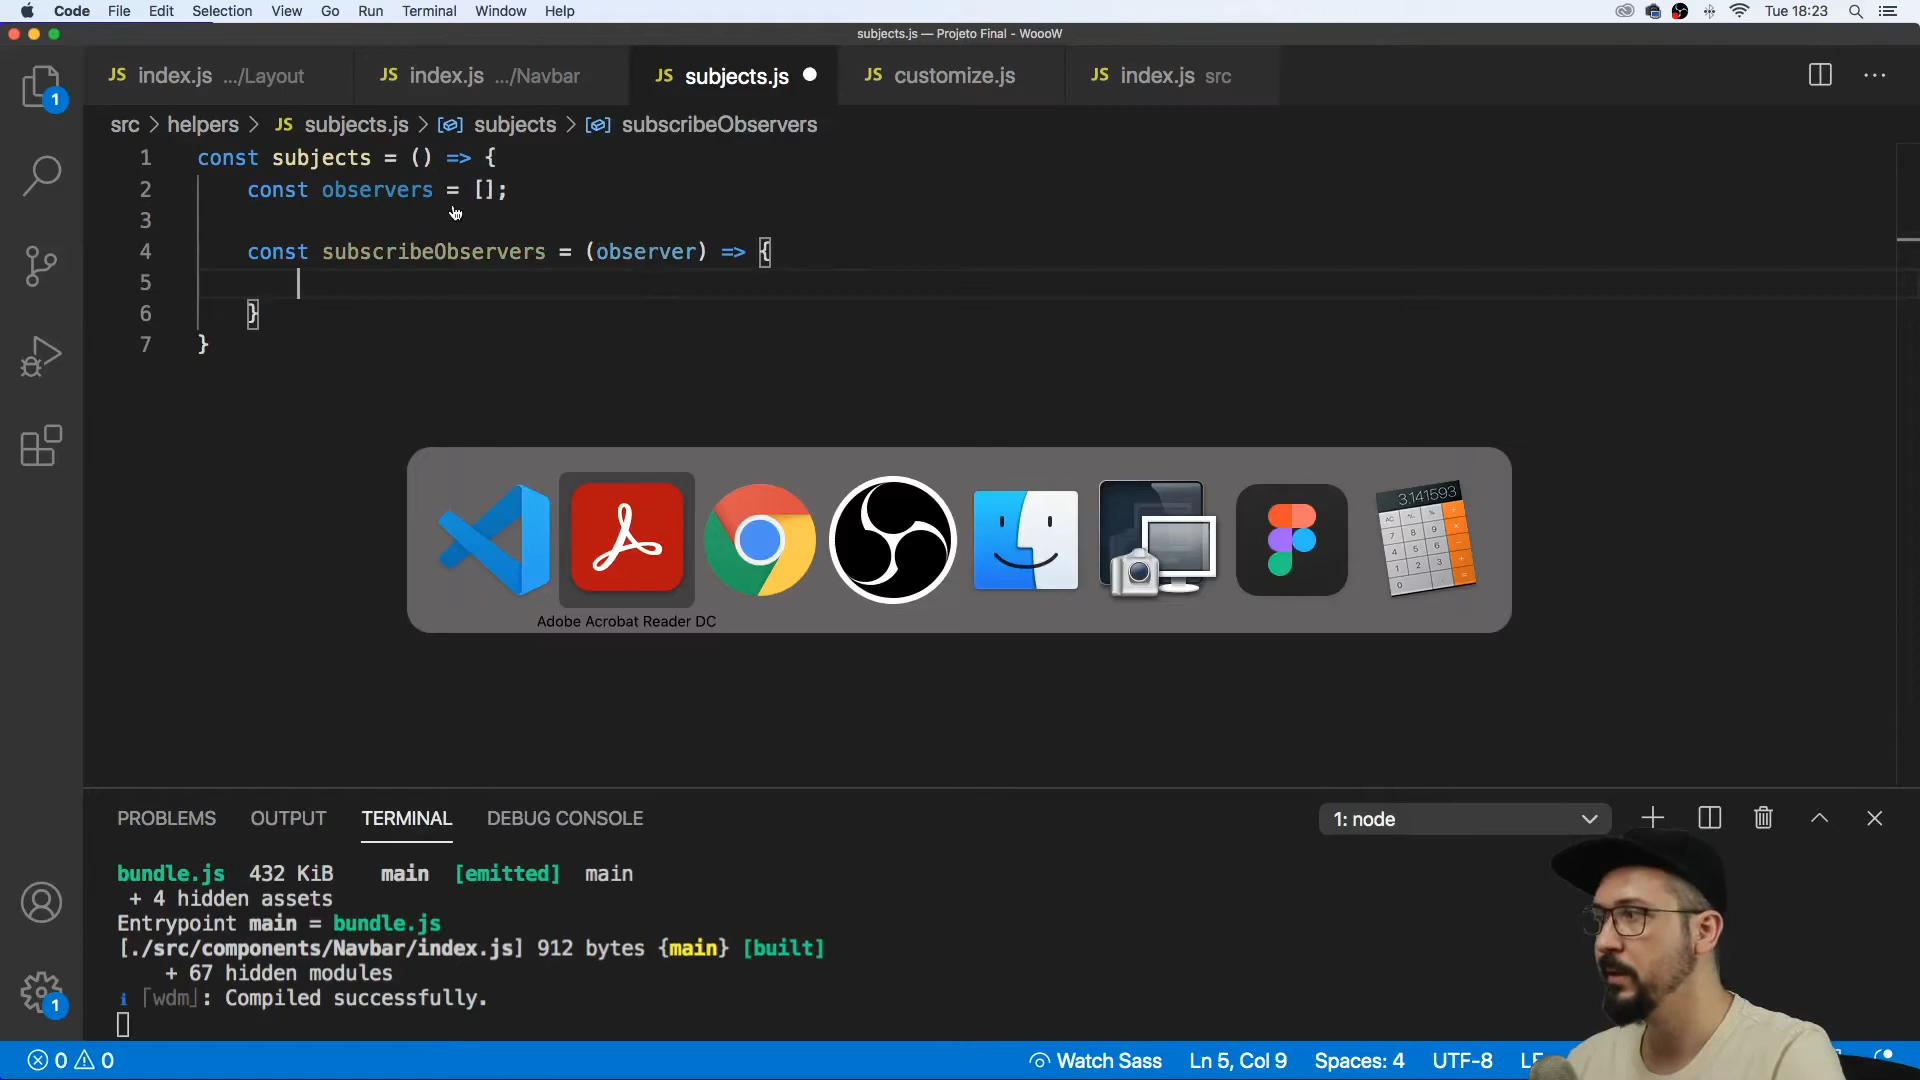 Code File Edit Selection View Go Run Terminal Window Help Tue 18:23
subjects.js — Projeto Final - WoooW
JS index.js .../Layout JS index.js .../Navbar JS subjects.js JS customize.js JS index.js src
src > helpers > JS subjects.js > subjects > subscribeObservers
1 const subjects = () => {
2 const observers = [];
3
4 const subscribeObservers = (observer) => {
5
6 }
7 }
3.141593
Adobe Acrobat Reader DC
PROBLEMS OUTPUT TERMINAL DEBUG CONSOLE 1: node
bundle.js 432 KiB main [emitted] main
+ 4 hidden assets
Entrypoint main = bundle.js
[./src/components/Navbar/index.js] 912 bytes {main} [built]
+ 67 hidden modules
ℹ ｢wdm｣: Compiled successfully.
0 0 Watch Sass Ln 5, Col 9 Spaces: 4 UTF-8
1
1